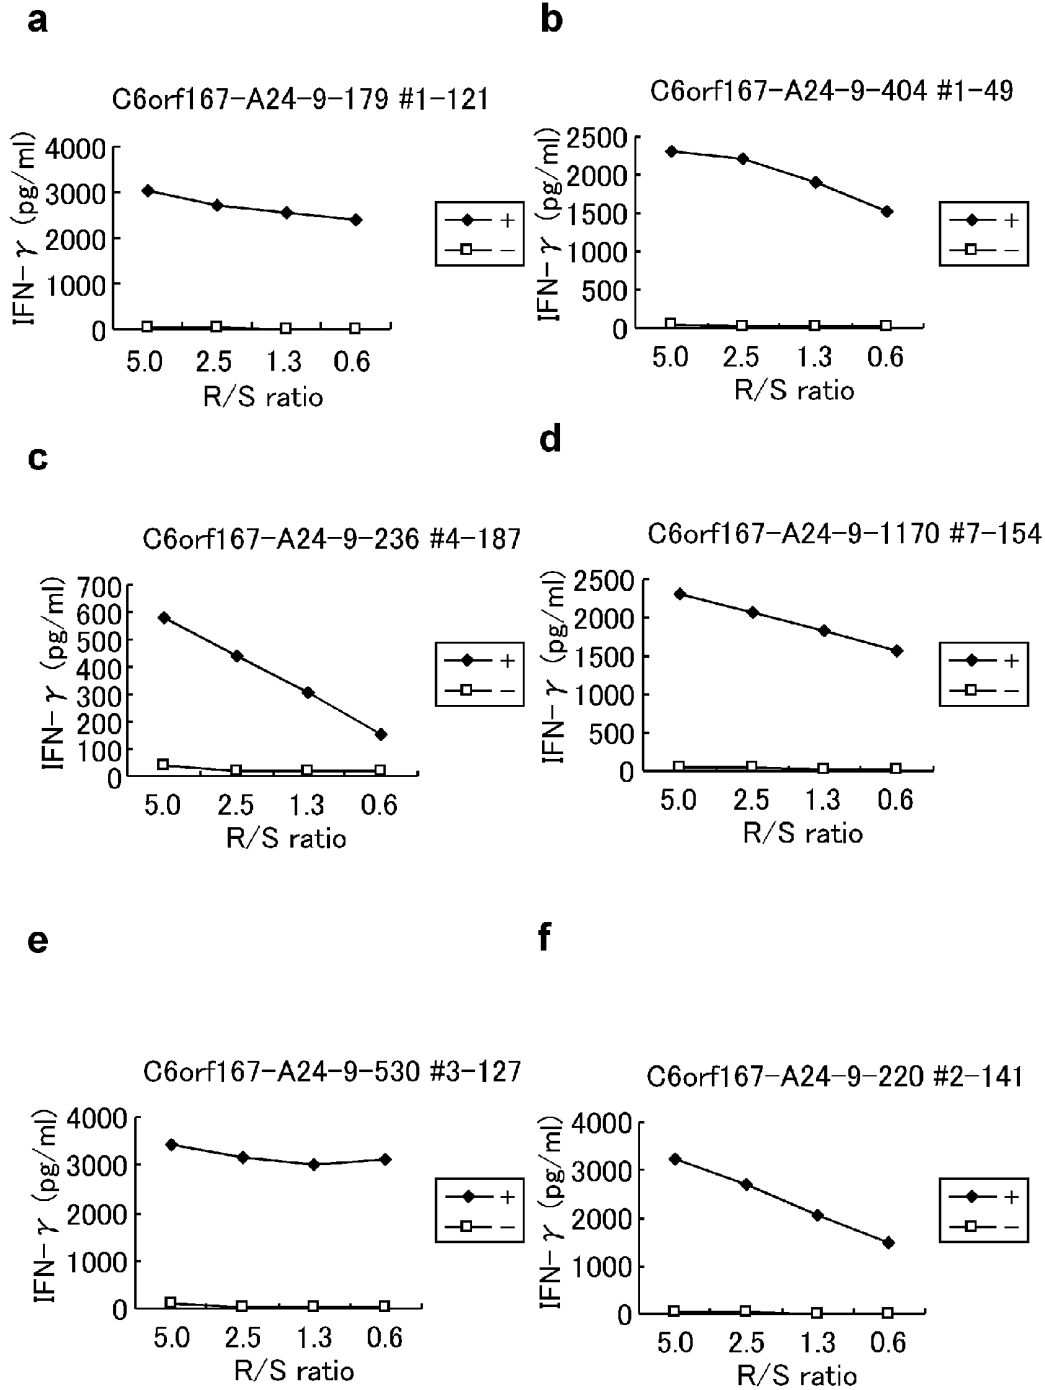 a
C6orf167-A24-9-179 #1-121
IFN-γ (pg/ml)
4000
3000
2000
1000
0
5.0 2.5 1.3 0.6
R/S ratio
+
−
b
C6orf167-A24-9-404 #1-49
IFN-γ (pg/ml)
2500
2000
1500
1000
500
0
5.0 2.5 1.3 0.6
R/S ratio
+
−
c
C6orf167-A24-9-236 #4-187
IFN-γ (pg/ml)
700
600
500
400
300
200
100
0
5.0 2.5 1.3 0.6
R/S ratio
+
−
d
C6orf167-A24-9-1170 #7-154
IFN-γ (pg/ml)
2500
2000
1500
1000
500
0
5.0 2.5 1.3 0.6
R/S ratio
+
−
e
C6orf167-A24-9-530 #3-127
IFN-γ (pg/ml)
4000
3000
2000
1000
0
5.0 2.5 1.3 0.6
R/S ratio
+
−
f
C6orf167-A24-9-220 #2-141
IFN-γ (pg/ml)
4000
3000
2000
1000
0
5.0 2.5 1.3 0.6
R/S ratio
+
−